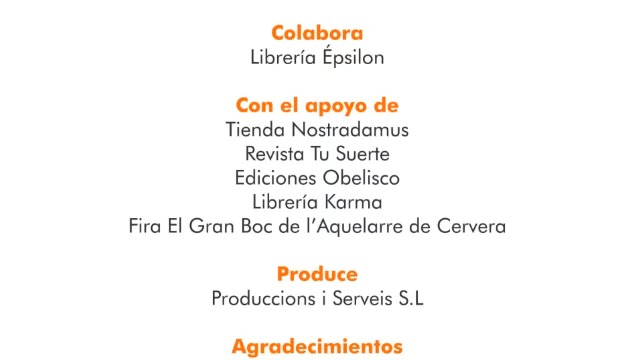 Colabora
Librería Épsilon
Con el apoyo de
Tienda Nostradamus
Revista Tu Suerte
Ediciones Obelisco
Librería Karma
Fira El Gran Boc de l'Aquelarre de Cervera
Produce
Produccions i Serveis S.L
Agradecimientos